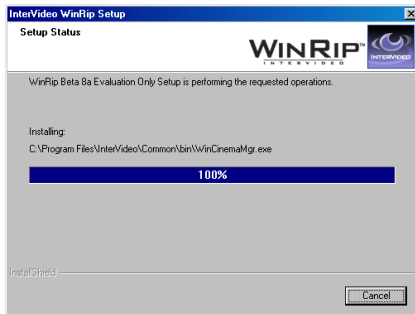 InterVideo WinRip Setup
Setup Status
WINRIP™
INTERVIDEO
INTERVIDEO
WinRip Beta 8a Evaluation Only Setup is performing the requested operations.
Installing:
C:\Program Files\InterVideo\Common\bin\WinCinemaMgr.exe
100%
InstallShield
Cancel